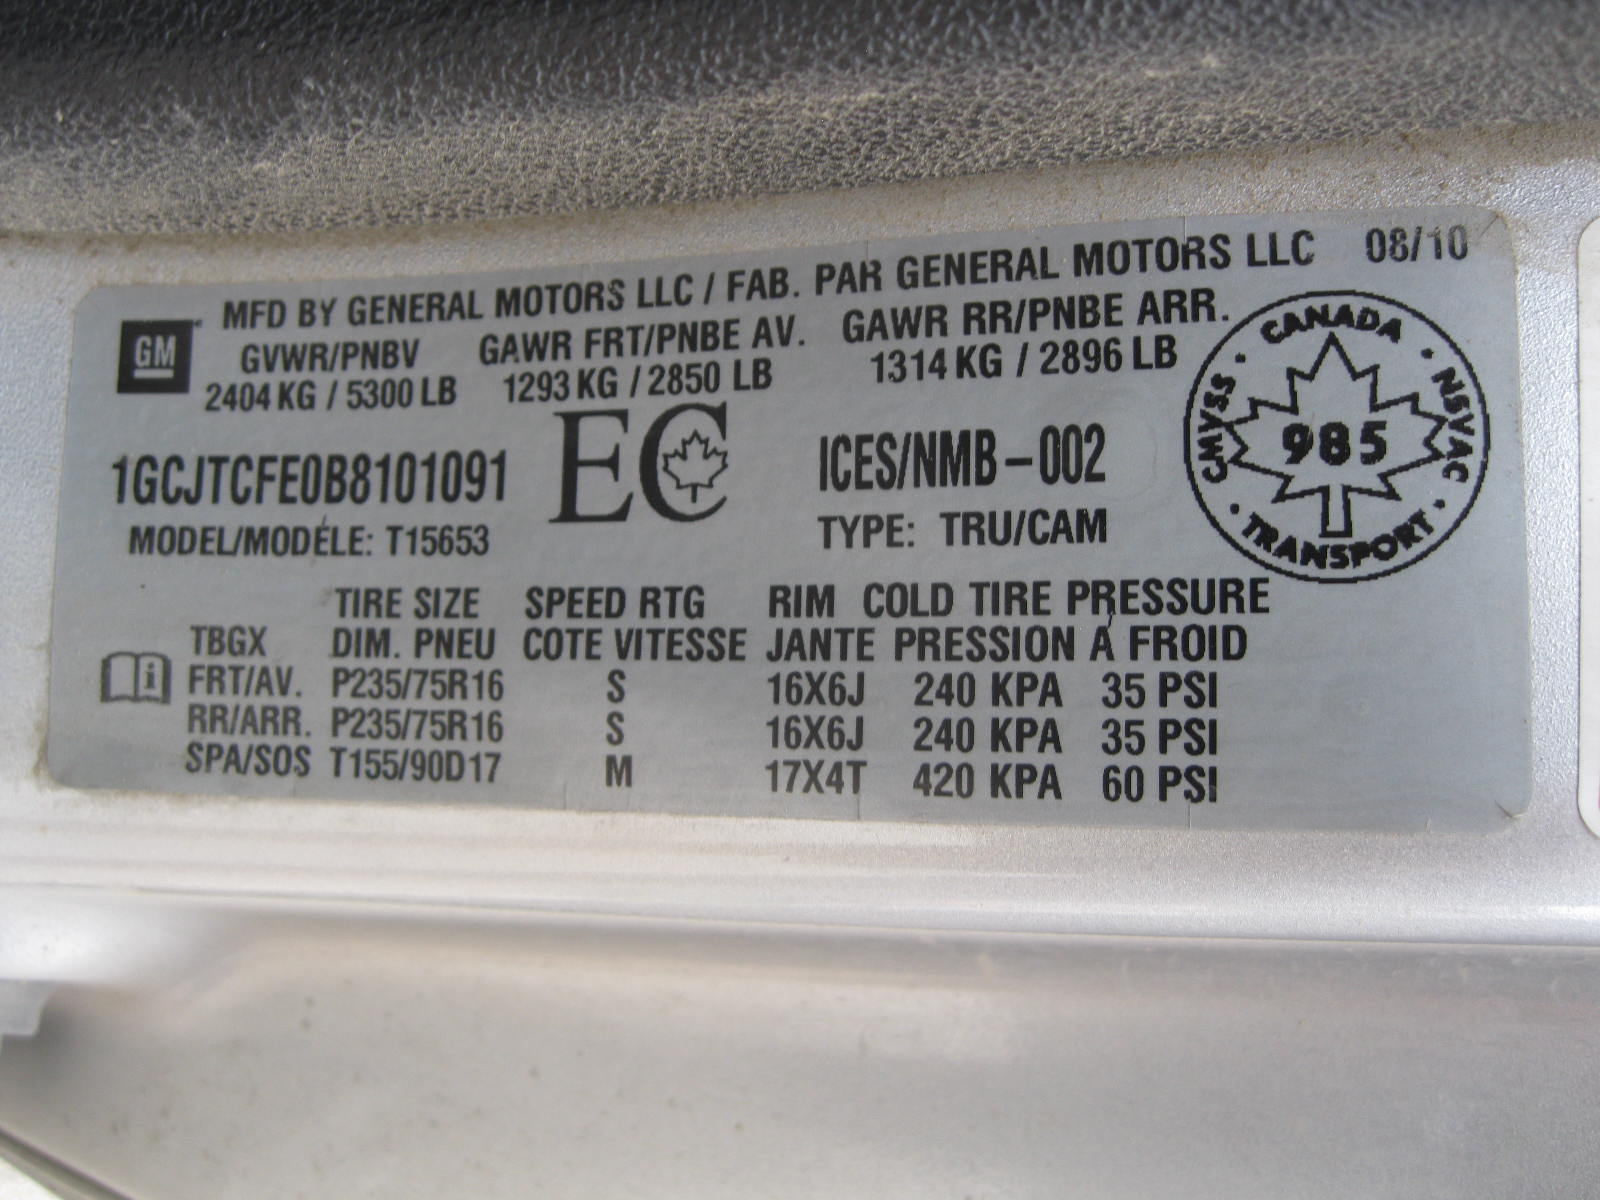 MFD BY GENERAL MOTORS LLC / FAB. PAR GENERAL MOTORS LLC 08/10
GM
GVWR/PNBV GAWR FRT/PNBE AV. GAWR RR/PNBE ARR.
2404 KG / 5300 LB 1293 KG / 2850 LB 1314 KG / 2896 LB
CANADA
CMVSS · NSVAC
985
· TRANSPORT ·
1GCJTCFE0B8101091 EC ICES/NMB-002
MODEL/MODÈLE: T15653 TYPE: TRU/CAM
TIRE SIZE SPEED RTG RIM COLD TIRE PRESSURE
TBGX DIM. PNEU COTE VITESSE JANTE PRESSION A FROID
i
FRT/AV. P235/75R16 S 16X6J 240 KPA 35 PSI
RR/ARR. P235/75R16 S 16X6J 240 KPA 35 PSI
SPA/SOS T155/90D17 M 17X4T 420 KPA 60 PSI